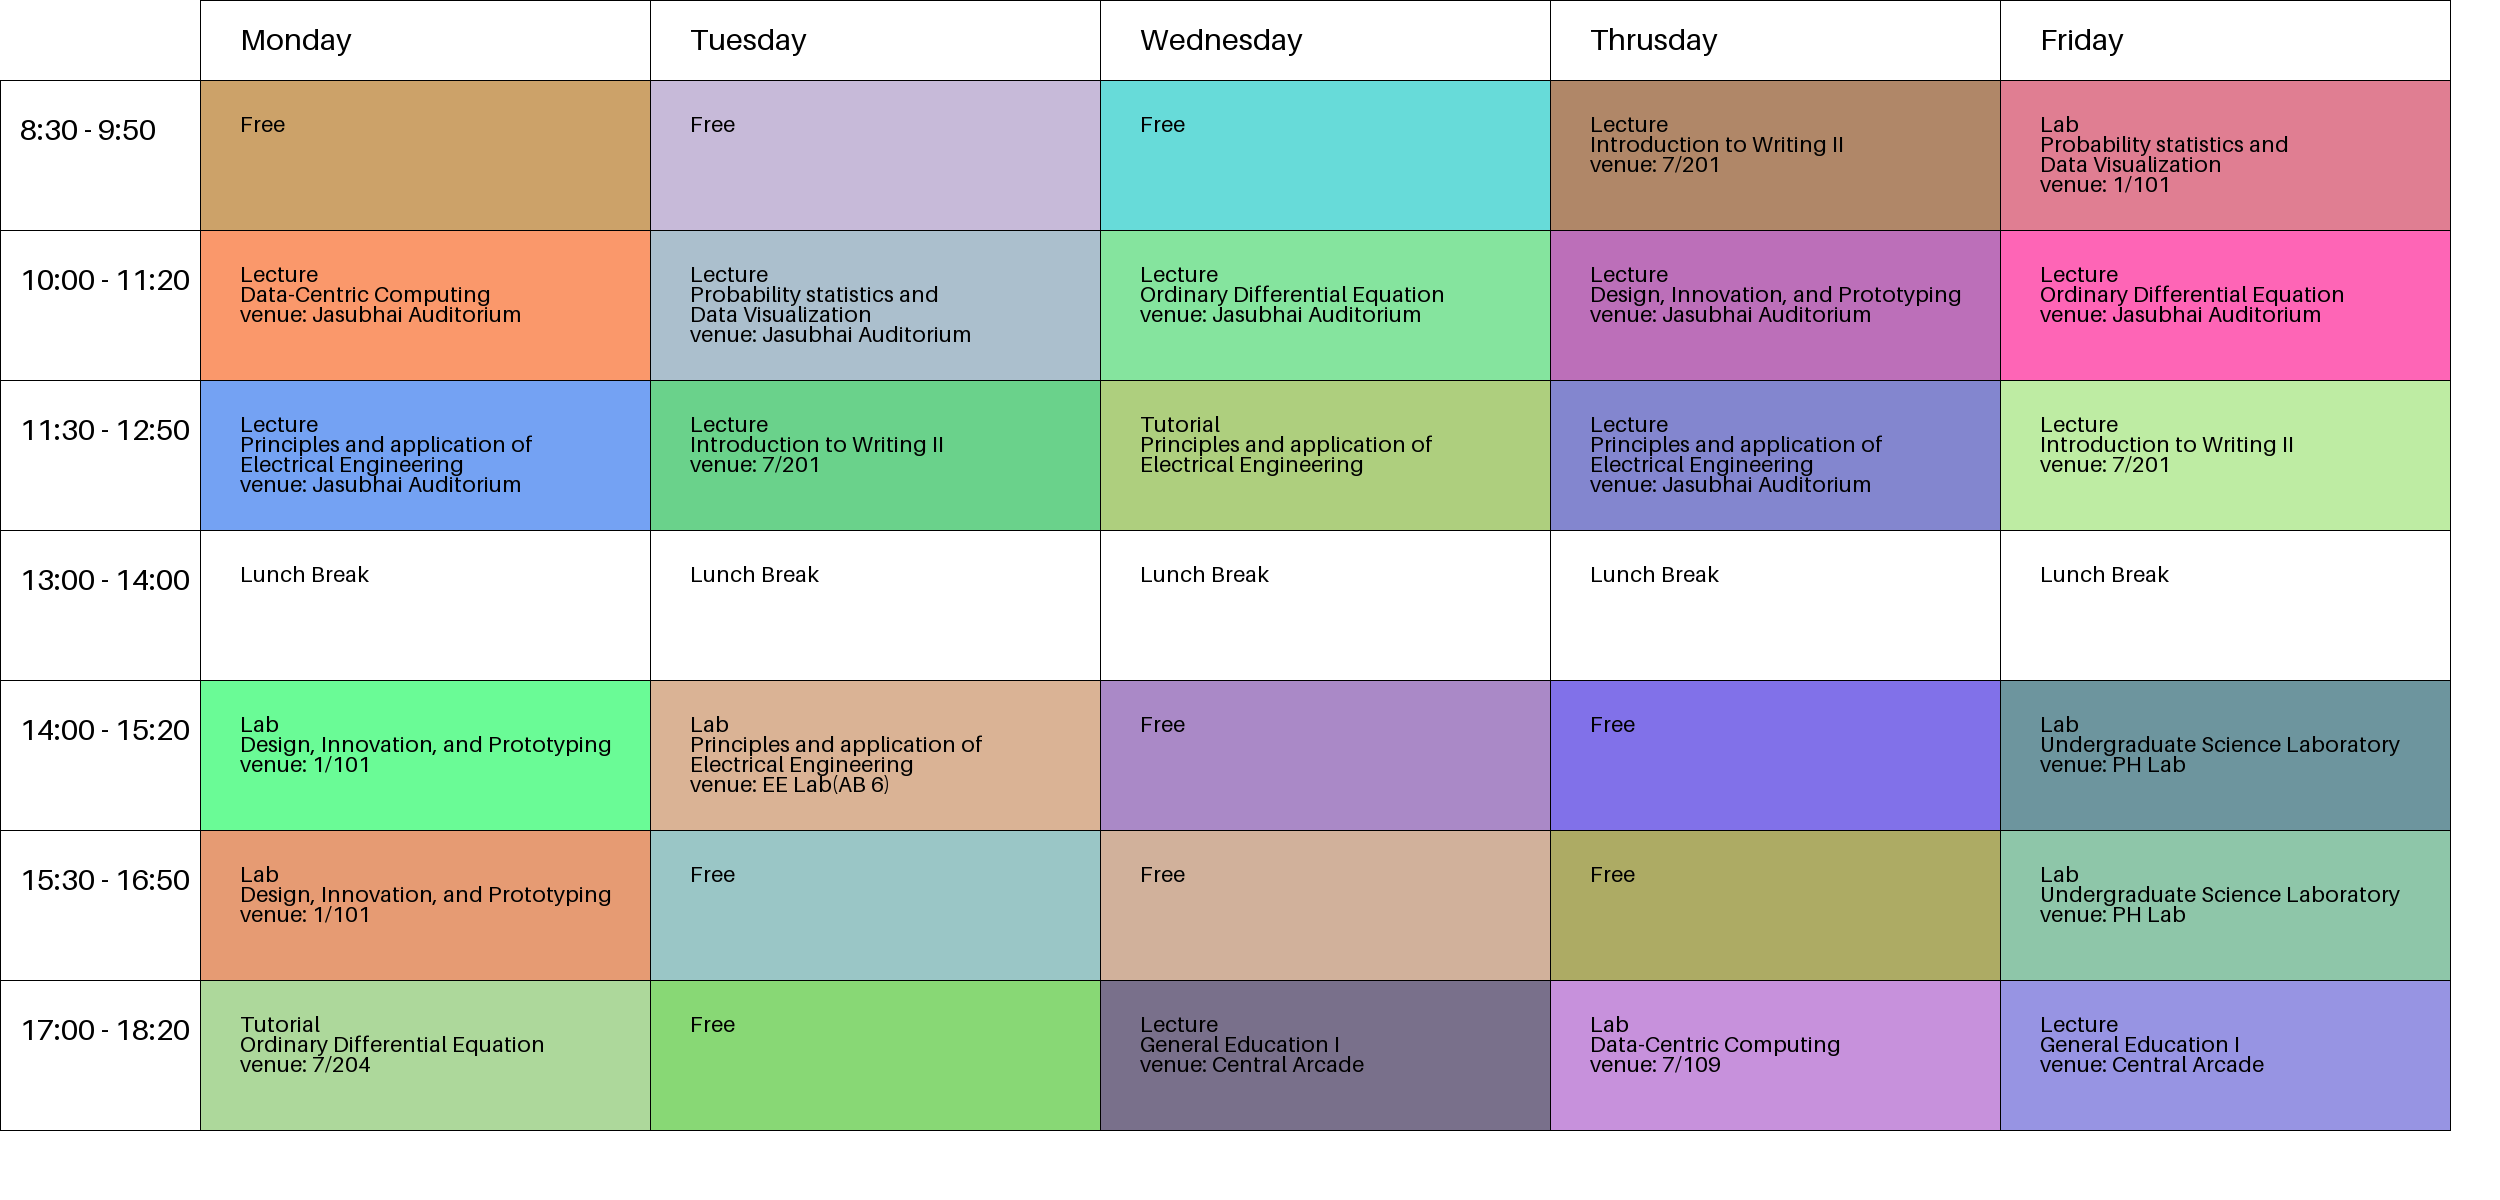 Monday
Tuesday
Wednesday
Thrusday
Friday
8:30 - 9:50
Free
Free
Free
Lecture
Introduction to Writing II
venue: 7/201
Lab
Probability statistics and
Data Visualization
venue: 1/101
10:00 - 11:20
Lecture
Data-Centric Computing
venue: Jasubhai Auditorium
Lecture
Probability statistics and
Data Visualization
venue: Jasubhai Auditorium
Lecture
Ordinary Differential Equation
venue: Jasubhai Auditorium
Lecture
Design, Innovation, and Prototyping
venue: Jasubhai Auditorium
Lecture
Ordinary Differential Equation
venue: Jasubhai Auditorium
11:30 - 12:50
Lecture
Principles and application of
Electrical Engineering
venue: Jasubhai Auditorium
Lecture
Introduction to Writing II
venue: 7/201
Tutorial
Principles and application of
Electrical Engineering
Lecture
Principles and application of
Electrical Engineering
venue: Jasubhai Auditorium
Lecture
Introduction to Writing II
venue: 7/201
13:00 - 14:00
Lunch Break
Lunch Break
Lunch Break
Lunch Break
Lunch Break
14:00 - 15:20
Lab
Design, Innovation, and Prototyping
venue: 1/101
Lab
Principles and application of
Electrical Engineering
venue: EE Lab(AB 6)
Free
Free
Lab
Undergraduate Science Laboratory
venue: PH Lab
15:30 - 16:50
Lab
Design, Innovation, and Prototyping
venue: 1/101
Free
Free
Free
Lab
Undergraduate Science Laboratory
venue: PH Lab
17:00 - 18:20
Tutorial
Ordinary Differential Equation
venue: 7/204
Free
Lecture
General Education I
venue: Central Arcade
Lab
Data-Centric Computing
venue: 7/109
Lecture
General Education I
venue: Central Arcade